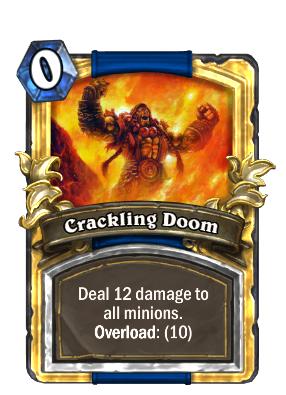 0
Crackling Doom
Deal 12 damage to
all minions.
Overload: (10)